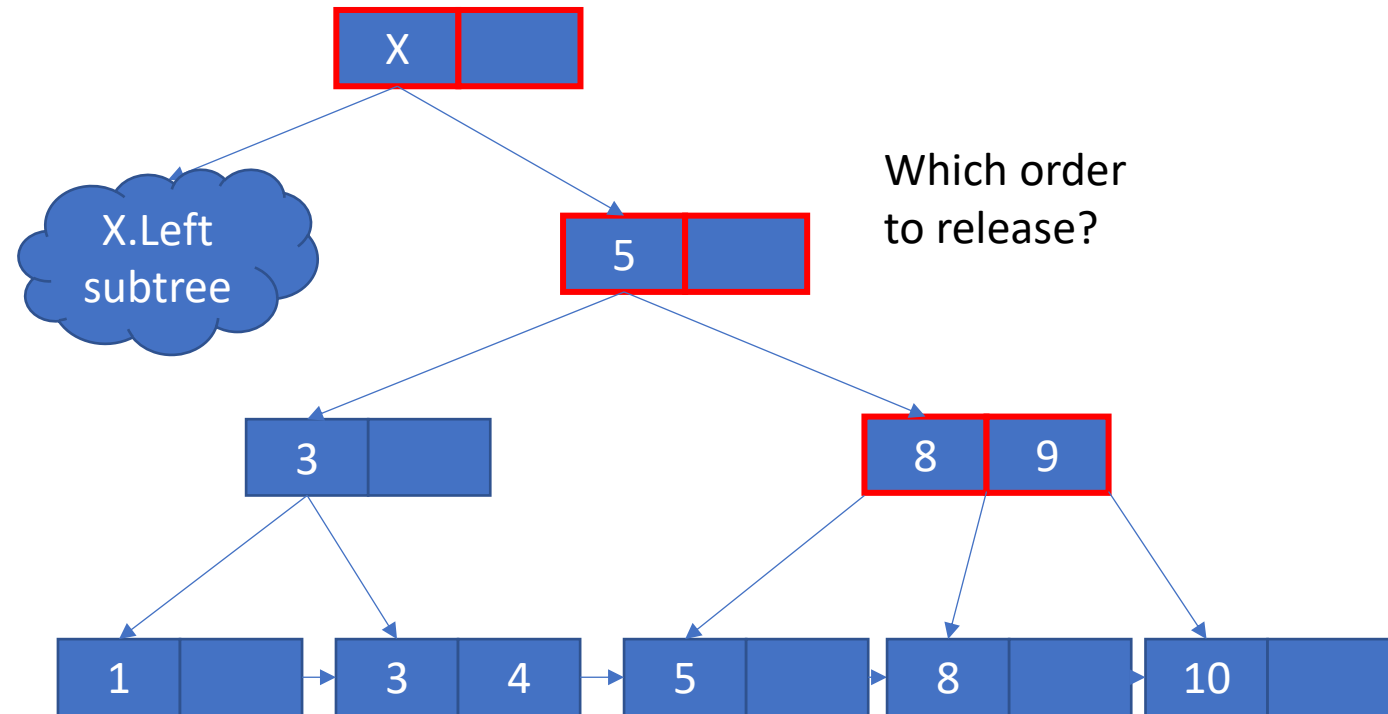 X
Which order
to release?
X.Left
subtree
5
3
8 9
1 3 4 5 8 10